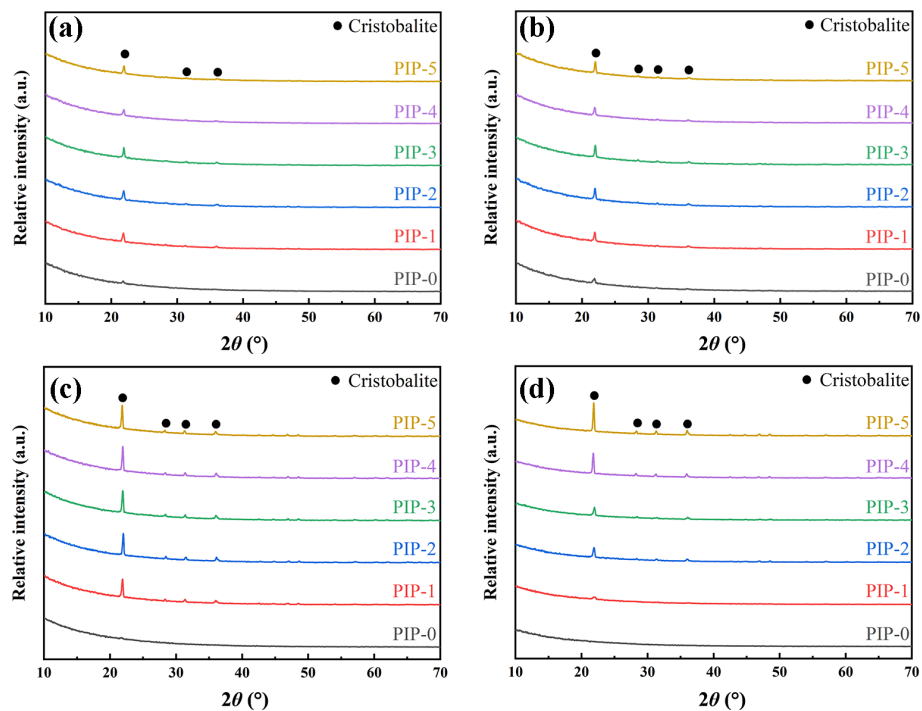 (a)
● Cristobalite
PIP-5
PIP-4
PIP-3
PIP-2
PIP-1
PIP-0
Relative intensity (a.u.)
10 20 30 40 50 60 70
2θ (°)
(b)
● Cristobalite
PIP-5
PIP-4
PIP-3
PIP-2
PIP-1
PIP-0
Relative intensity (a.u.)
10 20 30 40 50 60 70
2θ (°)
(c)
● Cristobalite
PIP-5
PIP-4
PIP-3
PIP-2
PIP-1
PIP-0
Relative intensity (a.u.)
10 20 30 40 50 60 70
2θ (°)
(d)
● Cristobalite
PIP-5
PIP-4
PIP-3
PIP-2
PIP-1
PIP-0
Relative intensity (a.u.)
10 20 30 40 50 60 70
2θ (°)